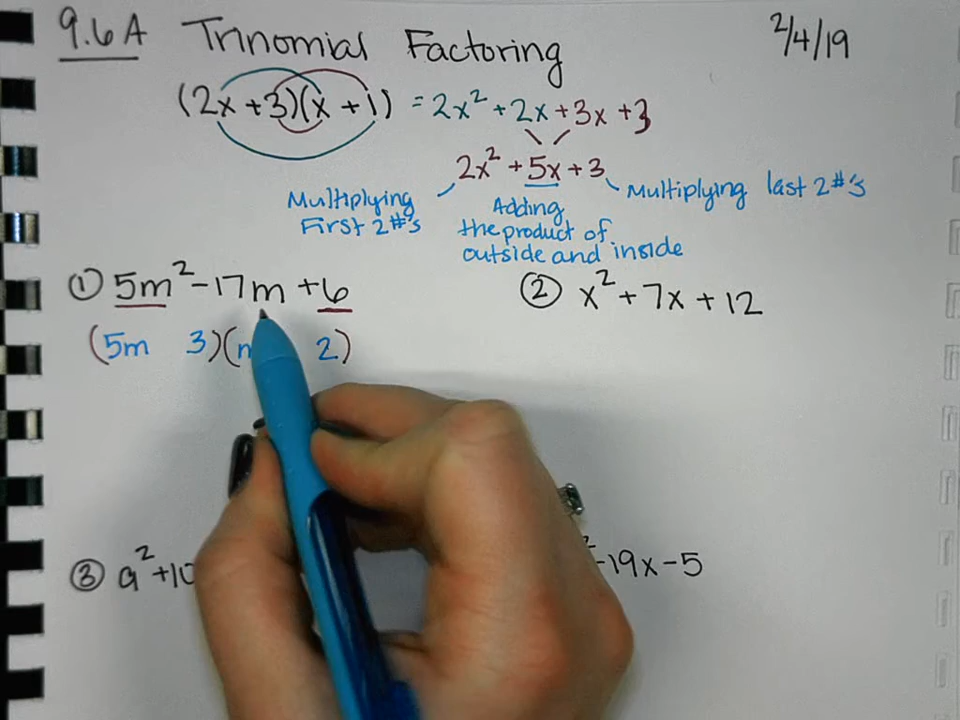 9.6A Trinomial Factoring 2/4/19
(2x + 3)(x + 1) = 2x² + 2x + 3x + 3
2x² + 5x + 3
Multiplying First 2 #'s
Adding the product of outside and inside
Multiplying last 2 #'s
① 5m² - 17m + 6
(5m 3)( 2)
② x² + 7x + 12
③ a² + 10
- 19x - 5